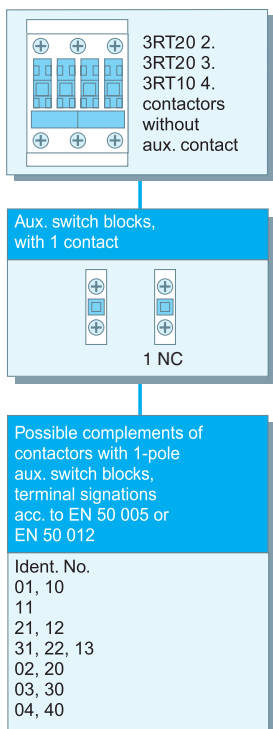 3RT20 2.
3RT20 3.
3RT10 4.
contactors
without
aux. contact
Aux. switch blocks,
with 1 contact
1 NC
Possible complements of
contactors with 1-pole
aux. switch blocks,
terminal signations
acc. to EN 50 005 or
EN 50 012
Ident. No.
01, 10
11
21, 12
31, 22, 13
02, 20
03, 30
04, 40